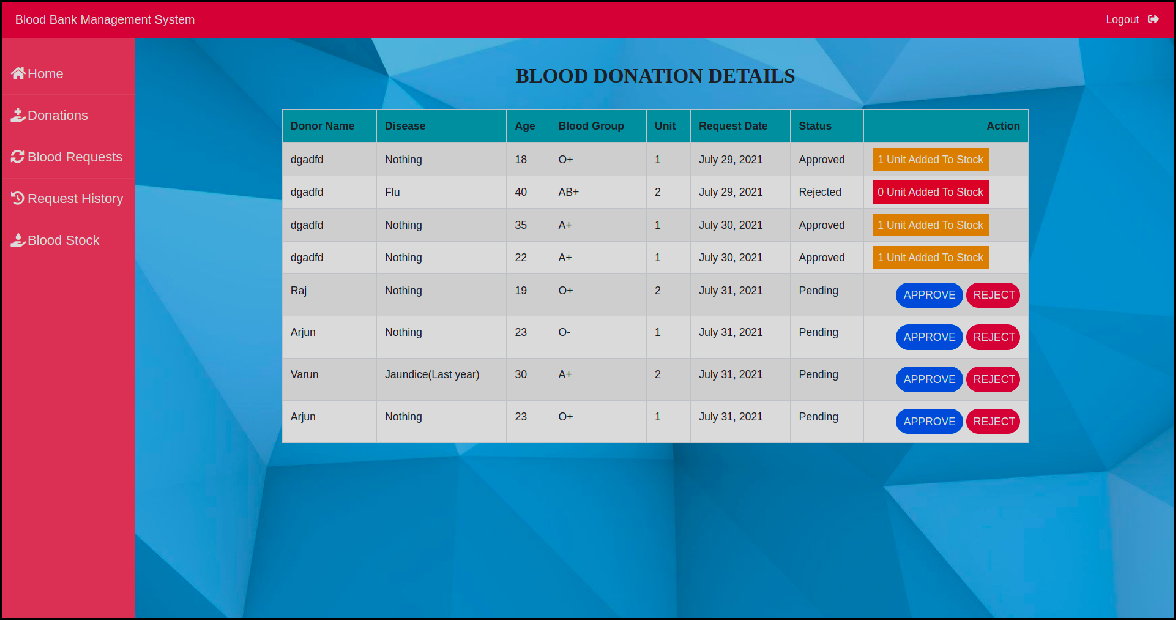 Blood Bank Management System Logout
Home
Donations
Blood Requests
Request History
Blood Stock
BLOOD DONATION DETAILS
Donor Name Disease Age Blood Group Unit Request Date Status Action
dgadfd Nothing 18 O+ 1 July 29, 2021 Approved 1 Unit Added To Stock
dgadfd Flu 40 AB+ 2 July 29, 2021 Rejected 0 Unit Added To Stock
dgadfd Nothing 35 A+ 1 July 30, 2021 Approved 1 Unit Added To Stock
dgadfd Nothing 22 A+ 1 July 30, 2021 Approved 1 Unit Added To Stock
Raj Nothing 19 O+ 2 July 31, 2021 Pending APPROVE REJECT
Arjun Nothing 23 O- 1 July 31, 2021 Pending APPROVE REJECT
Varun Jaundice(Last year) 30 A+ 2 July 31, 2021 Pending APPROVE REJECT
Arjun Nothing 23 O+ 1 July 31, 2021 Pending APPROVE REJECT